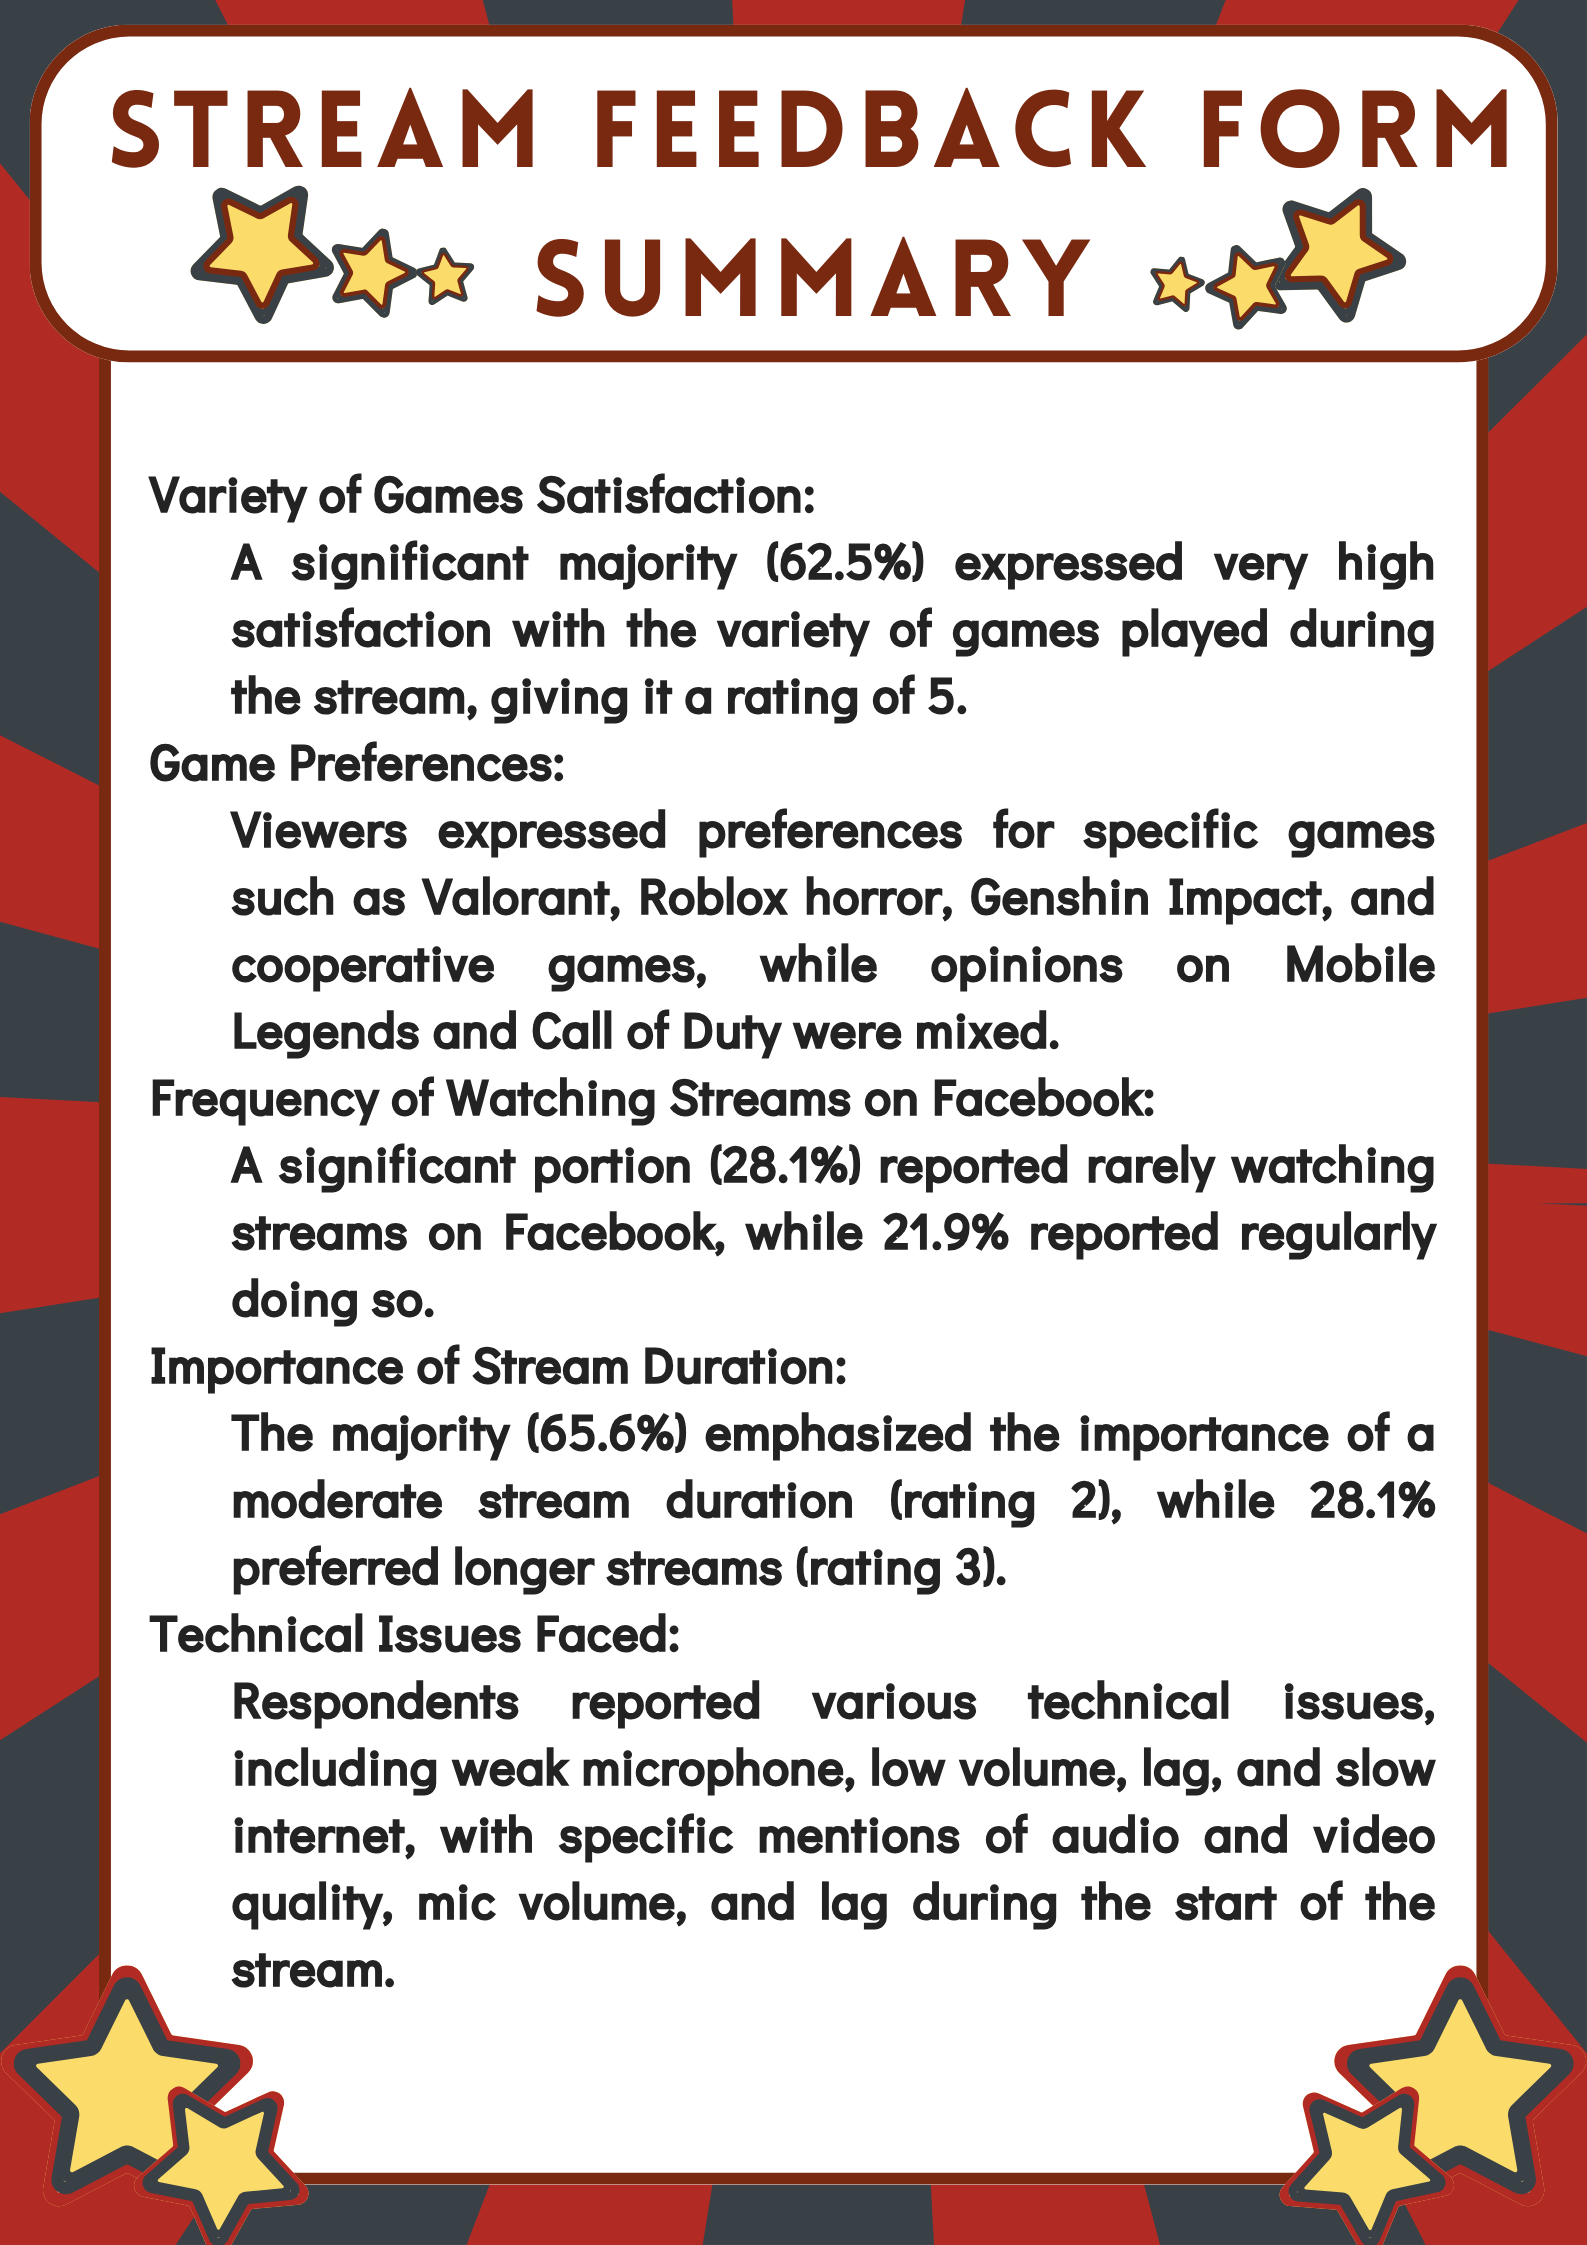 STREAM FEEDBACK FORM
SUMMARY
Variety of Games Satisfaction:
A significant majority (62.5%) expressed very high
satisfaction with the variety of games played during
the stream, giving it a rating of 5.
Game Preferences:
Viewers expressed preferences for specific games
such as Valorant, Roblox horror, Genshin Impact, and
cooperative games, while opinions on Mobile
Legends and Call of Duty were mixed.
Frequency of Watching Streams on Facebook:
A significant portion (28.1%) reported rarely watching
streams on Facebook, while 21.9% reported regularly
doing so.
Importance of Stream Duration:
The majority (65.6%) emphasized the importance of a
moderate stream duration (rating 2), while 28.1%
preferred longer streams (rating 3).
Technical Issues Faced:
Respondents reported various technical issues,
including weak microphone, low volume, lag, and slow
internet, with specific mentions of audio and video
quality, mic volume, and lag during the start of the
stream.